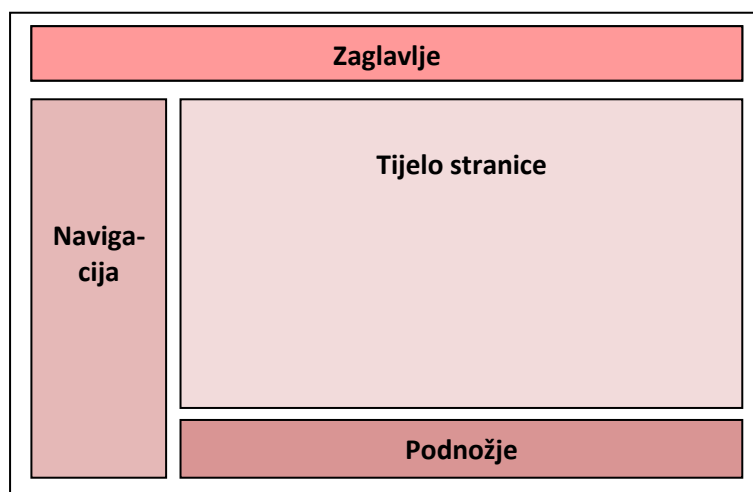 Zaglavlje
Tijelo stranice
Naviga-
cija
Podnožje